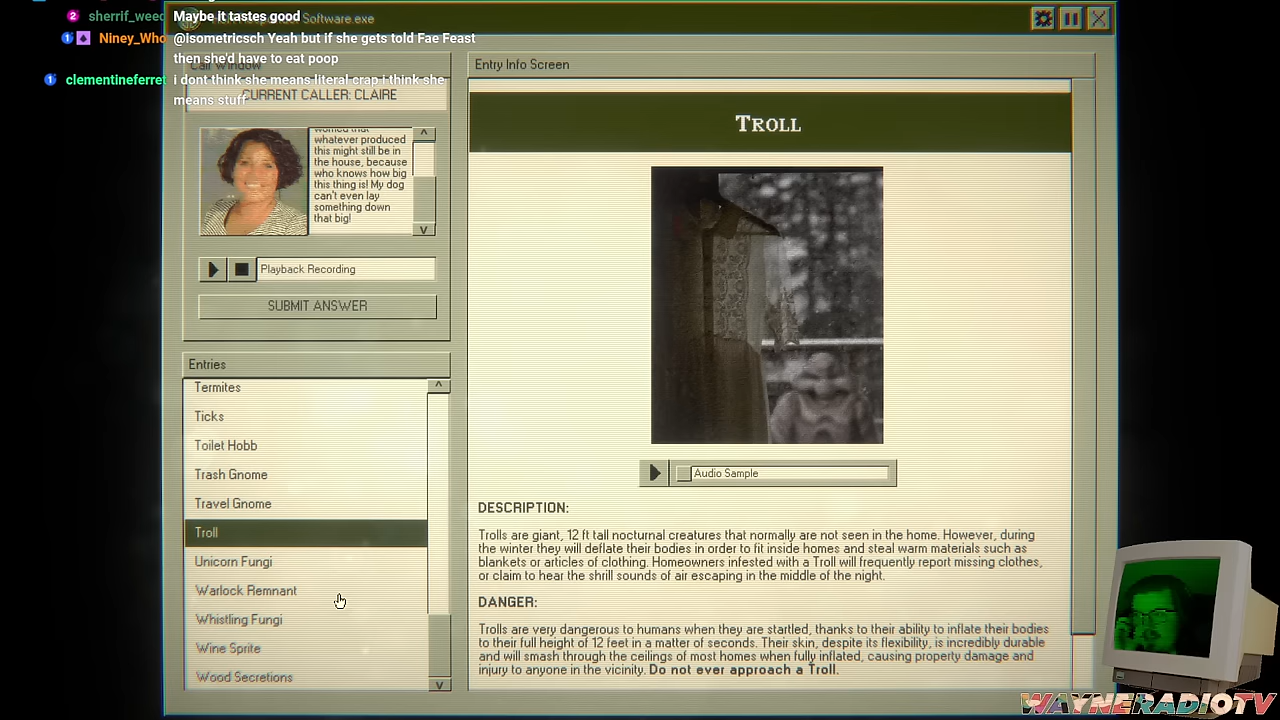 sherrif_weed
Maybe it tastes good
Software.exe
Niney_Who
@Isometricsch Yeah but if she gets told Fae Feast
then she'd have to eat poop
clementineferret
i dont think she means literal crap i think she
means stuff
Call Window
CURRENT CALLER: CLAIRE
whatever produced
this might still be in
the house, because
who knows how big
this thing is! My dog
can't even lay
something down
that big!
Playback Recording
SUBMIT ANSWER
Entries
Termites
Ticks
Toilet Hobb
Trash Gnome
Travel Gnome
Troll
Unicorn Fungi
Warlock Remnant
Whistling Fungi
Wine Sprite
Wood Secretions
Entry Info Screen
TROLL
Audio Sample
DESCRIPTION:
Trolls are giant, 12 ft tall nocturnal creatures that normally are not seen in the home. However, during
the winter they will deflate their bodies in order to fit inside homes and steal warm materials such as
blankets or articles of clothing. Homeowners infested with a Troll will frequently report missing clothes,
or claim to hear the shrill sounds of air escaping in the middle of the night.
DANGER:
Trolls are very dangerous to humans when they are startled, thanks to their ability to inflate their bodies
to their full height of 12 feet in a matter of seconds. Their skin, despite its flexibility, is incredibly durable
and will smash through the ceilings of most homes when fully inflated, causing property damage and
injury to anyone in the vicinity. Do not ever approach a Troll.
WAYNERADIOTV